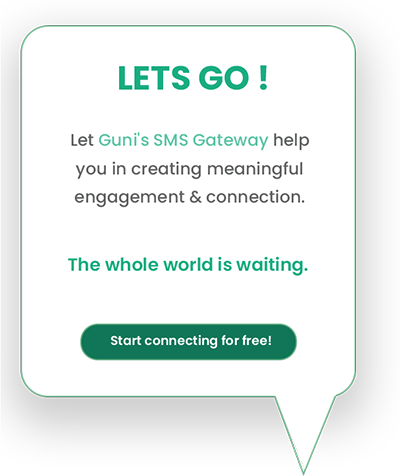 LETS GO !
Let Guni's SMS Gateway help
you in creating meaningful
engagement & connection.
The whole world is waiting.
Start connecting for free!